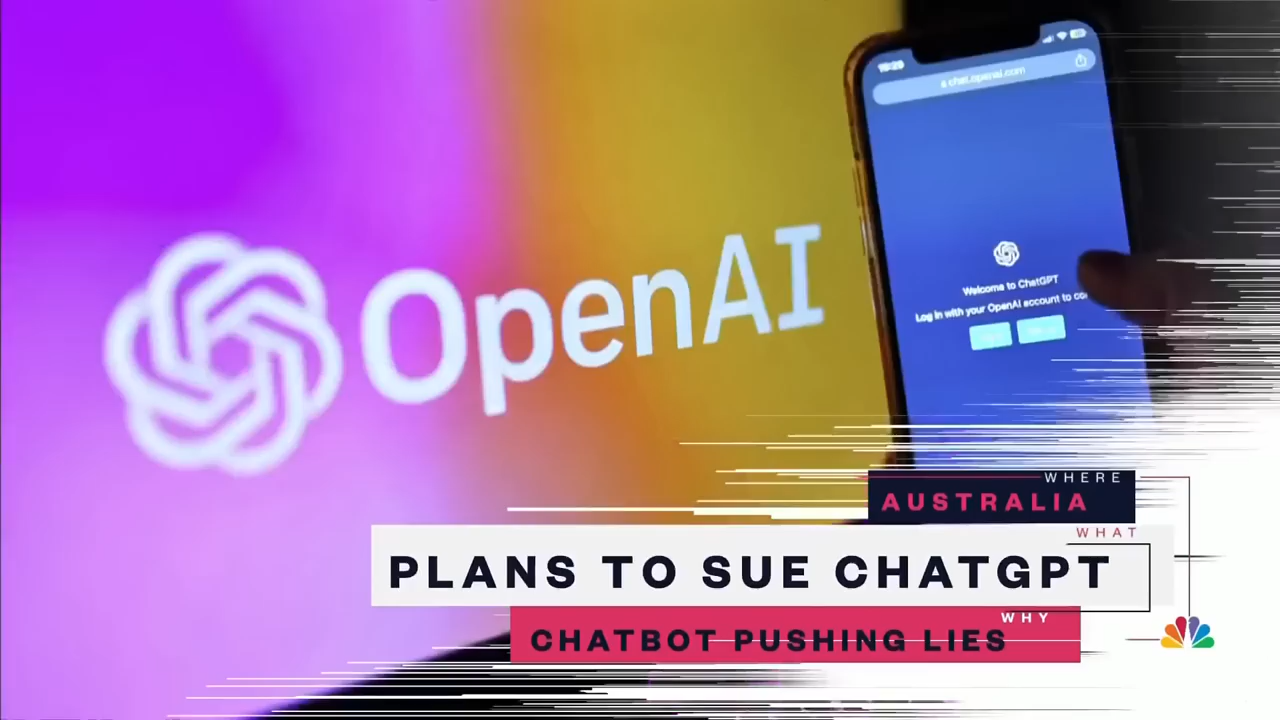 OpenAI
chat.openai.com
Welcome to ChatGPT
Log in with your OpenAI account to
WHERE
AUSTRALIA
WHAT
PLANS TO SUE CHATGPT
WHY
CHATBOT PUSHING LIES